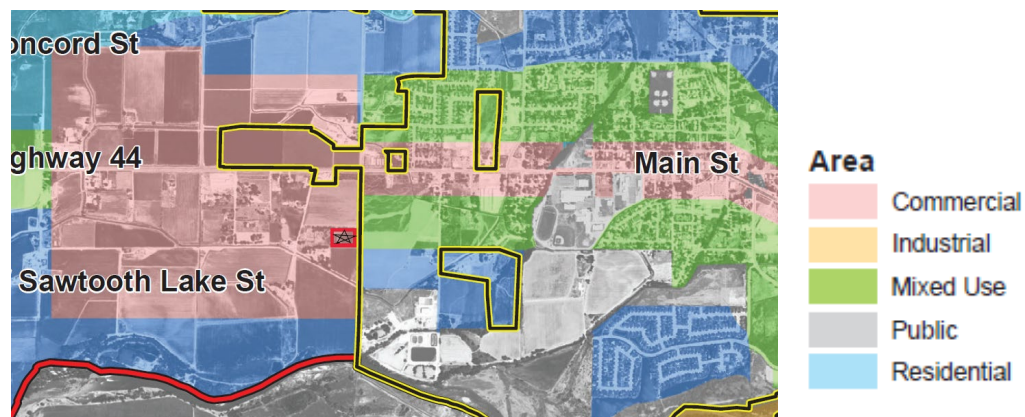 oncord St
ghway 44
Main St
Sawtooth Lake St
Area
Commercial
Industrial
Mixed Use
Public
Residential